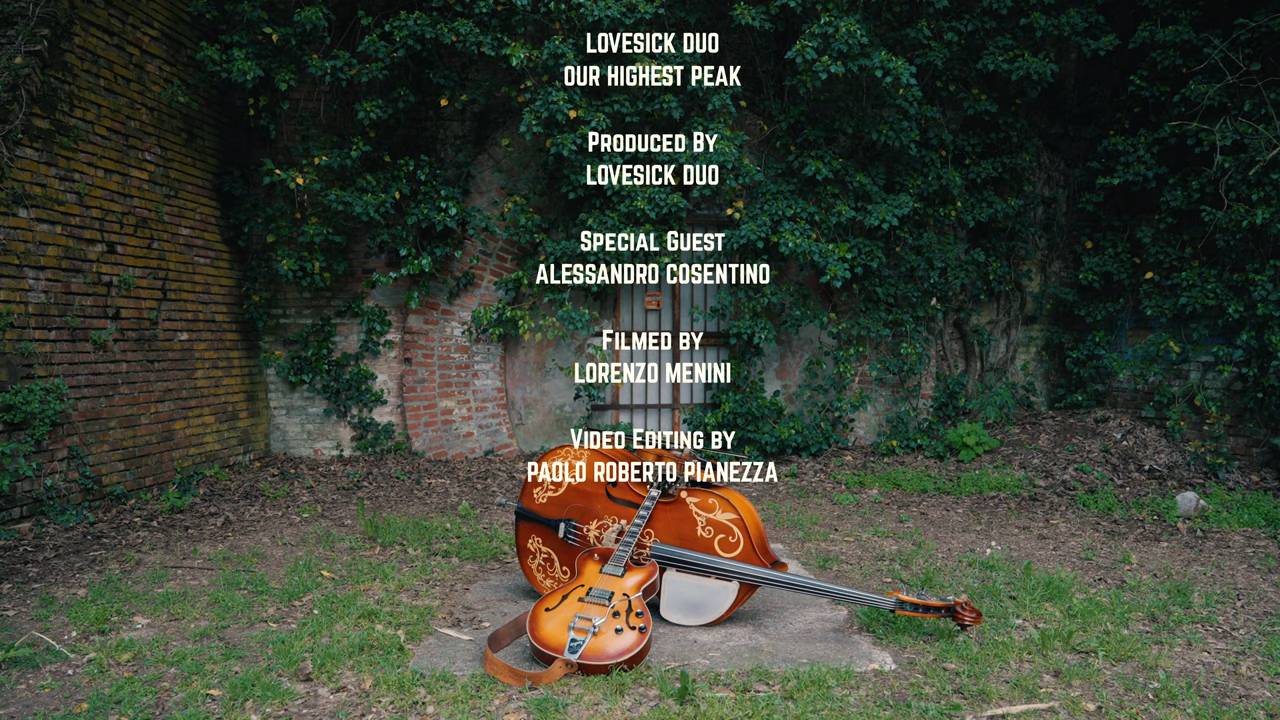 LOVESICK DUO
OUR HIGHEST PEAK
Produced By
LOVESICK DUO
Special Guest
ALESSANDRO COSENTINO
Filmed by
LORENZO MENINI
Video Editing by
PAOLO ROBERTO PIANEZZA